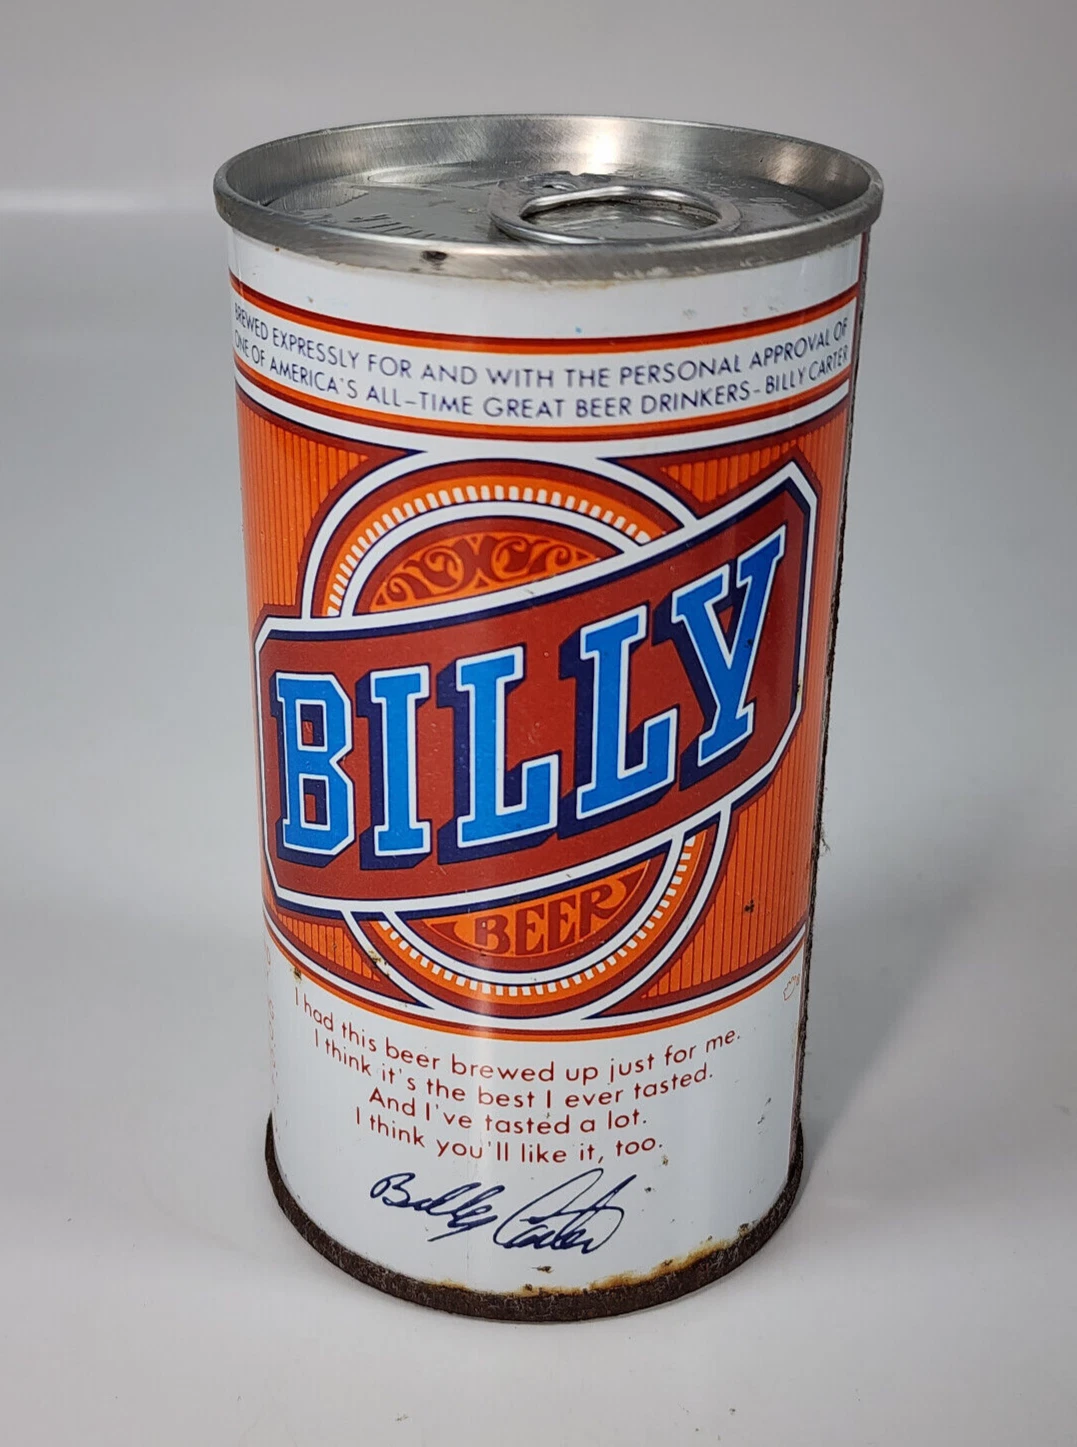 BREWED EXPRESSLY FOR AND WITH THE PERSONAL APPROVAL OF
ONE OF AMERICA'S ALL-TIME GREAT BEER DRINKERS-BILLY CARTER
BILLY
BEER
I had this beer brewed up just for me.
I think it's the best I ever tasted.
And I've tasted a lot.
I think you'll like it, too.
Billy Carter